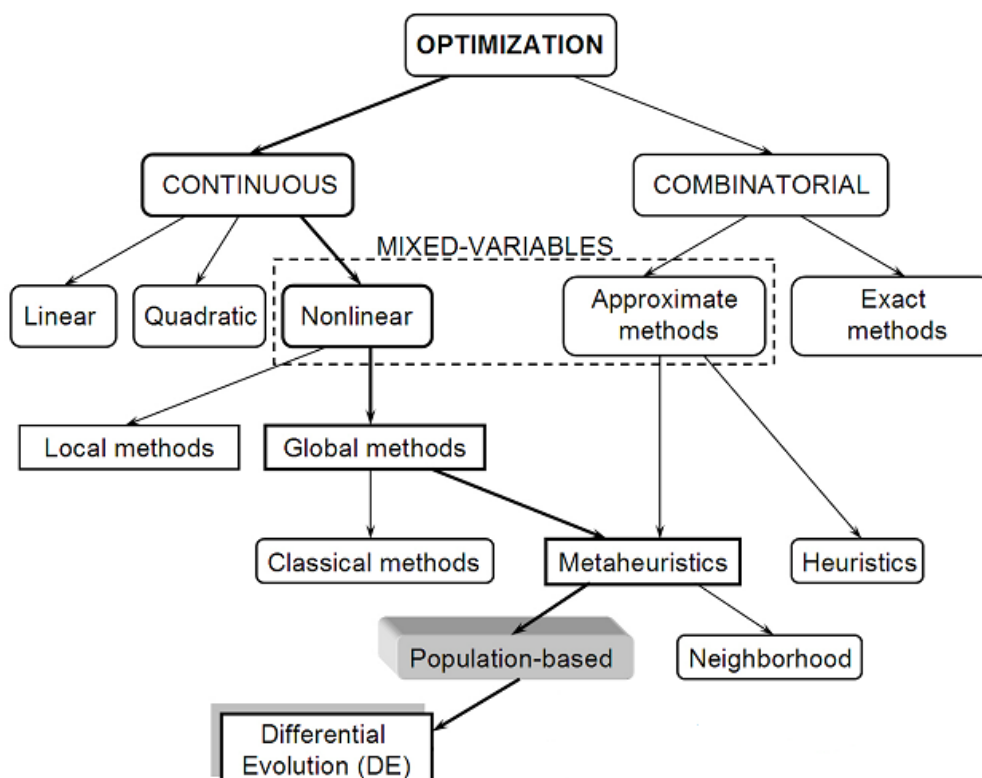 OPTIMIZATION
CONTINUOUS
COMBINATORIAL
MIXED-VARIABLES
Linear
Quadratic
Nonlinear
Approximate
methods
Exact
methods
Local methods
Global methods
Classical methods
Metaheuristics
Heuristics
Population-based
Neighborhood
Differential
Evolution (DE)